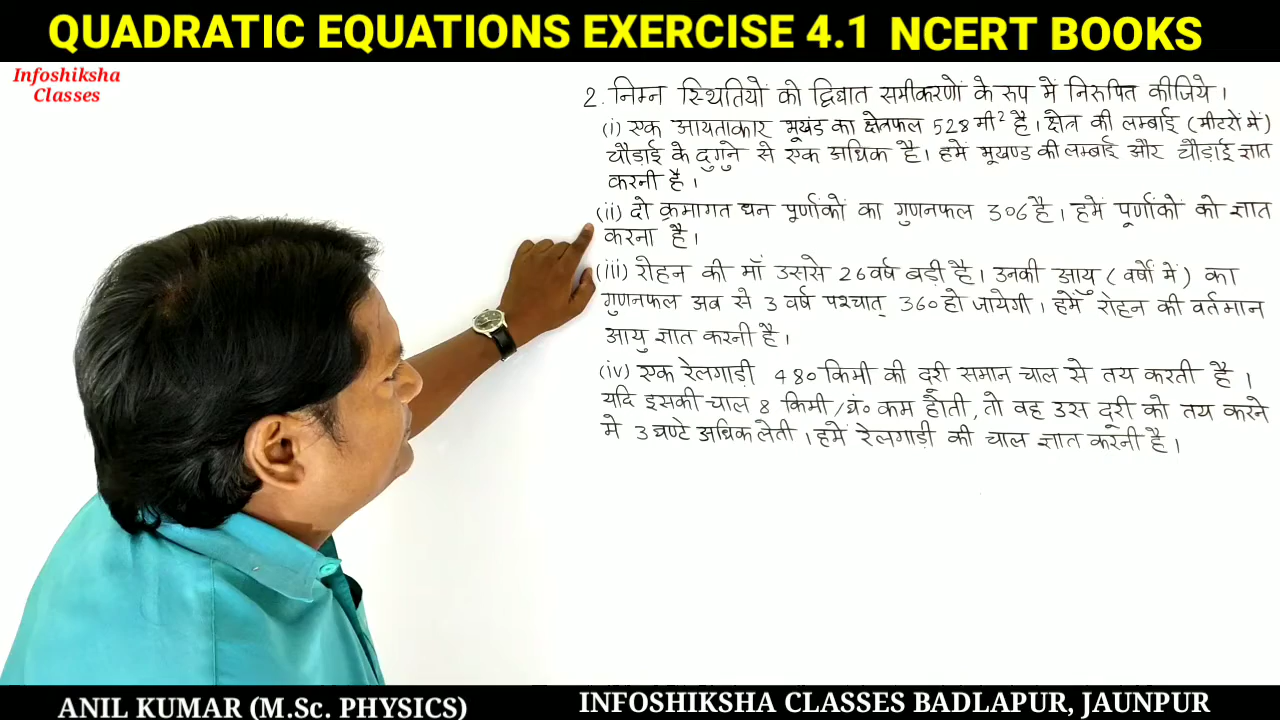 QUADRATIC EQUATIONS EXERCISE 4.1 NCERT BOOKS
Infoshiksha
Classes
2. निम्न स्थितियों को द्विघात समीकरणों के रूप में निरुपित कीजिये।
(i) एक आयताकार भूखंड का क्षेत्रफल 528 मी² है। क्षेत्र की लम्बाई (मीटरों में)
चौड़ाई के दुगुने से एक अधिक है। हमें भूखण्ड की लम्बाई और चौड़ाई ज्ञात
करनी है।
(ii) दो क्रमागत धन पूर्णांकों का गुणनफल 306 है। हमें पूर्णांकों को ज्ञात
करना है।
(iii) रोहन की माँ उससे 26 वर्ष बड़ी है। उनकी आयु (वर्षों में) का
गुणनफल अब से 3 वर्ष पश्चात् 360 हो जायेगी। हमें रोहन की वर्तमान
आयु ज्ञात करनी है।
(iv) एक रेलगाड़ी 480 किमी की दूरी समान चाल से तय करती है।
यदि इसकी चाल 8 किमी/घं० कम होती, तो वह उस दूरी को तय करने
मे 3 घण्टे अधिक लेती। हमें रेलगाड़ी की चाल ज्ञात करनी है।
ANIL KUMAR (M.Sc. PHYSICS)
INFOSHIKSHA CLASSES BADLAPUR, JAUNPUR